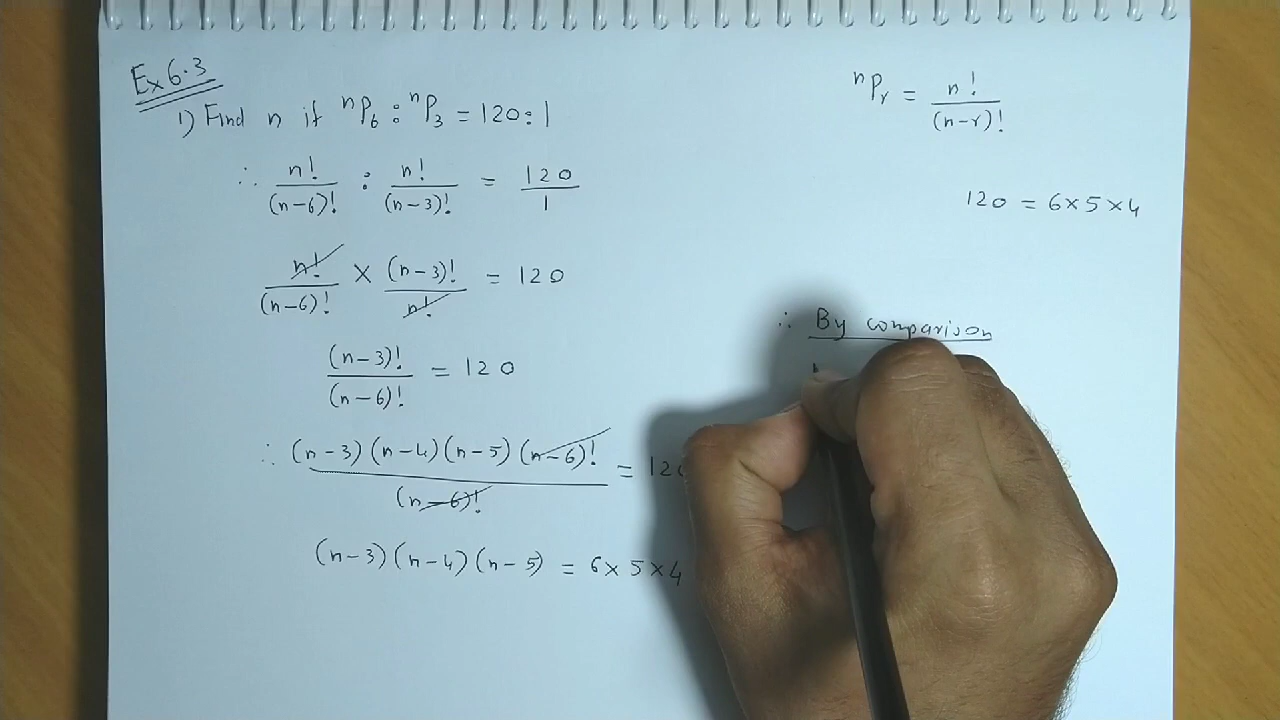 Ex 6.3
1) Find n if ⁿP₆ : ⁿP₃ = 120 : 1
∴ n!/(n-6)! : n!/(n-3)! = 120/1
n!/(n-6)! × (n-3)!/n! = 120
(n-3)!/(n-6)! = 120
∴ (n-3)(n-4)(n-5)(n-6)!/(n-6)! = 120
(n-3)(n-4)(n-5) = 6×5×4
ⁿPᵣ = n!/(n-r)!
120 = 6×5×4
∴ By comparison